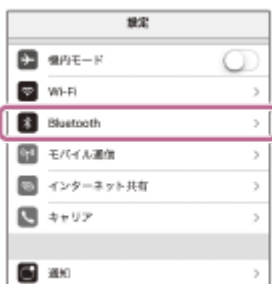 設定
機内モード
Wi-Fi
Bluetooth
モバイル通信
インターネット共有
キャリア
通知